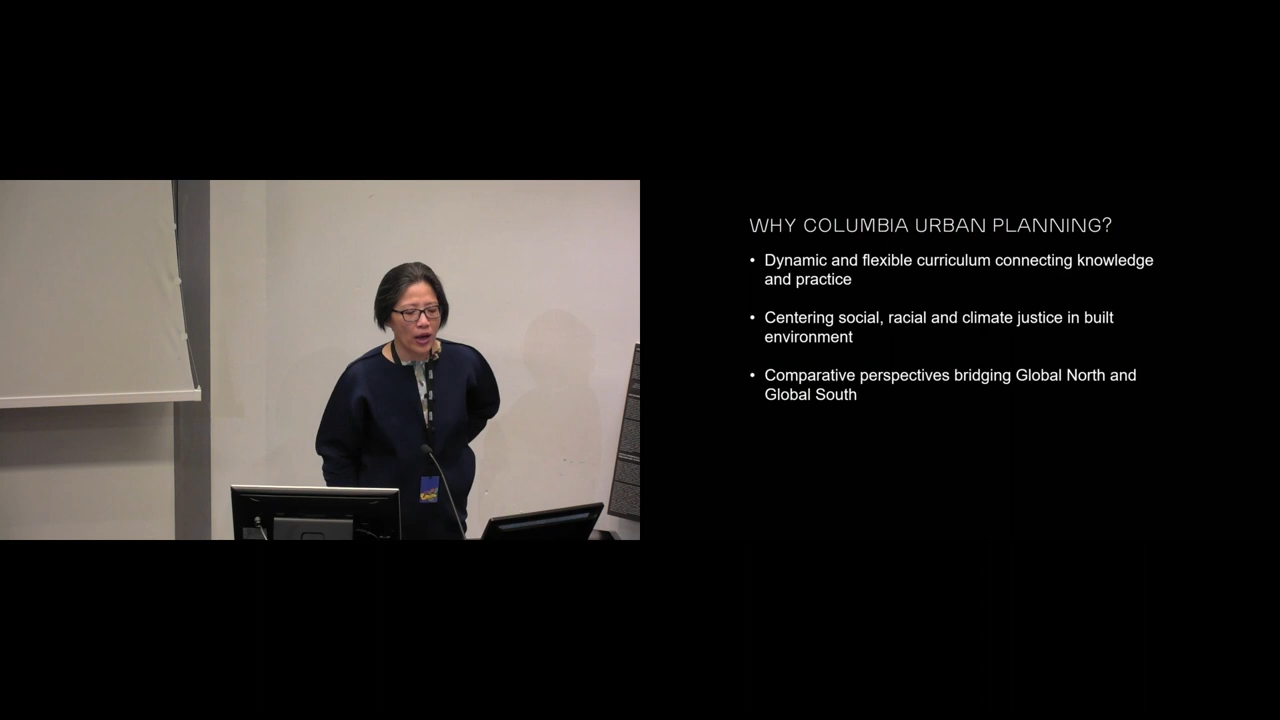 WHY COLUMBIA URBAN PLANNING?
• Dynamic and flexible curriculum connecting knowledge
and practice
• Centering social, racial and climate justice in built
environment
• Comparative perspectives bridging Global North and
Global South